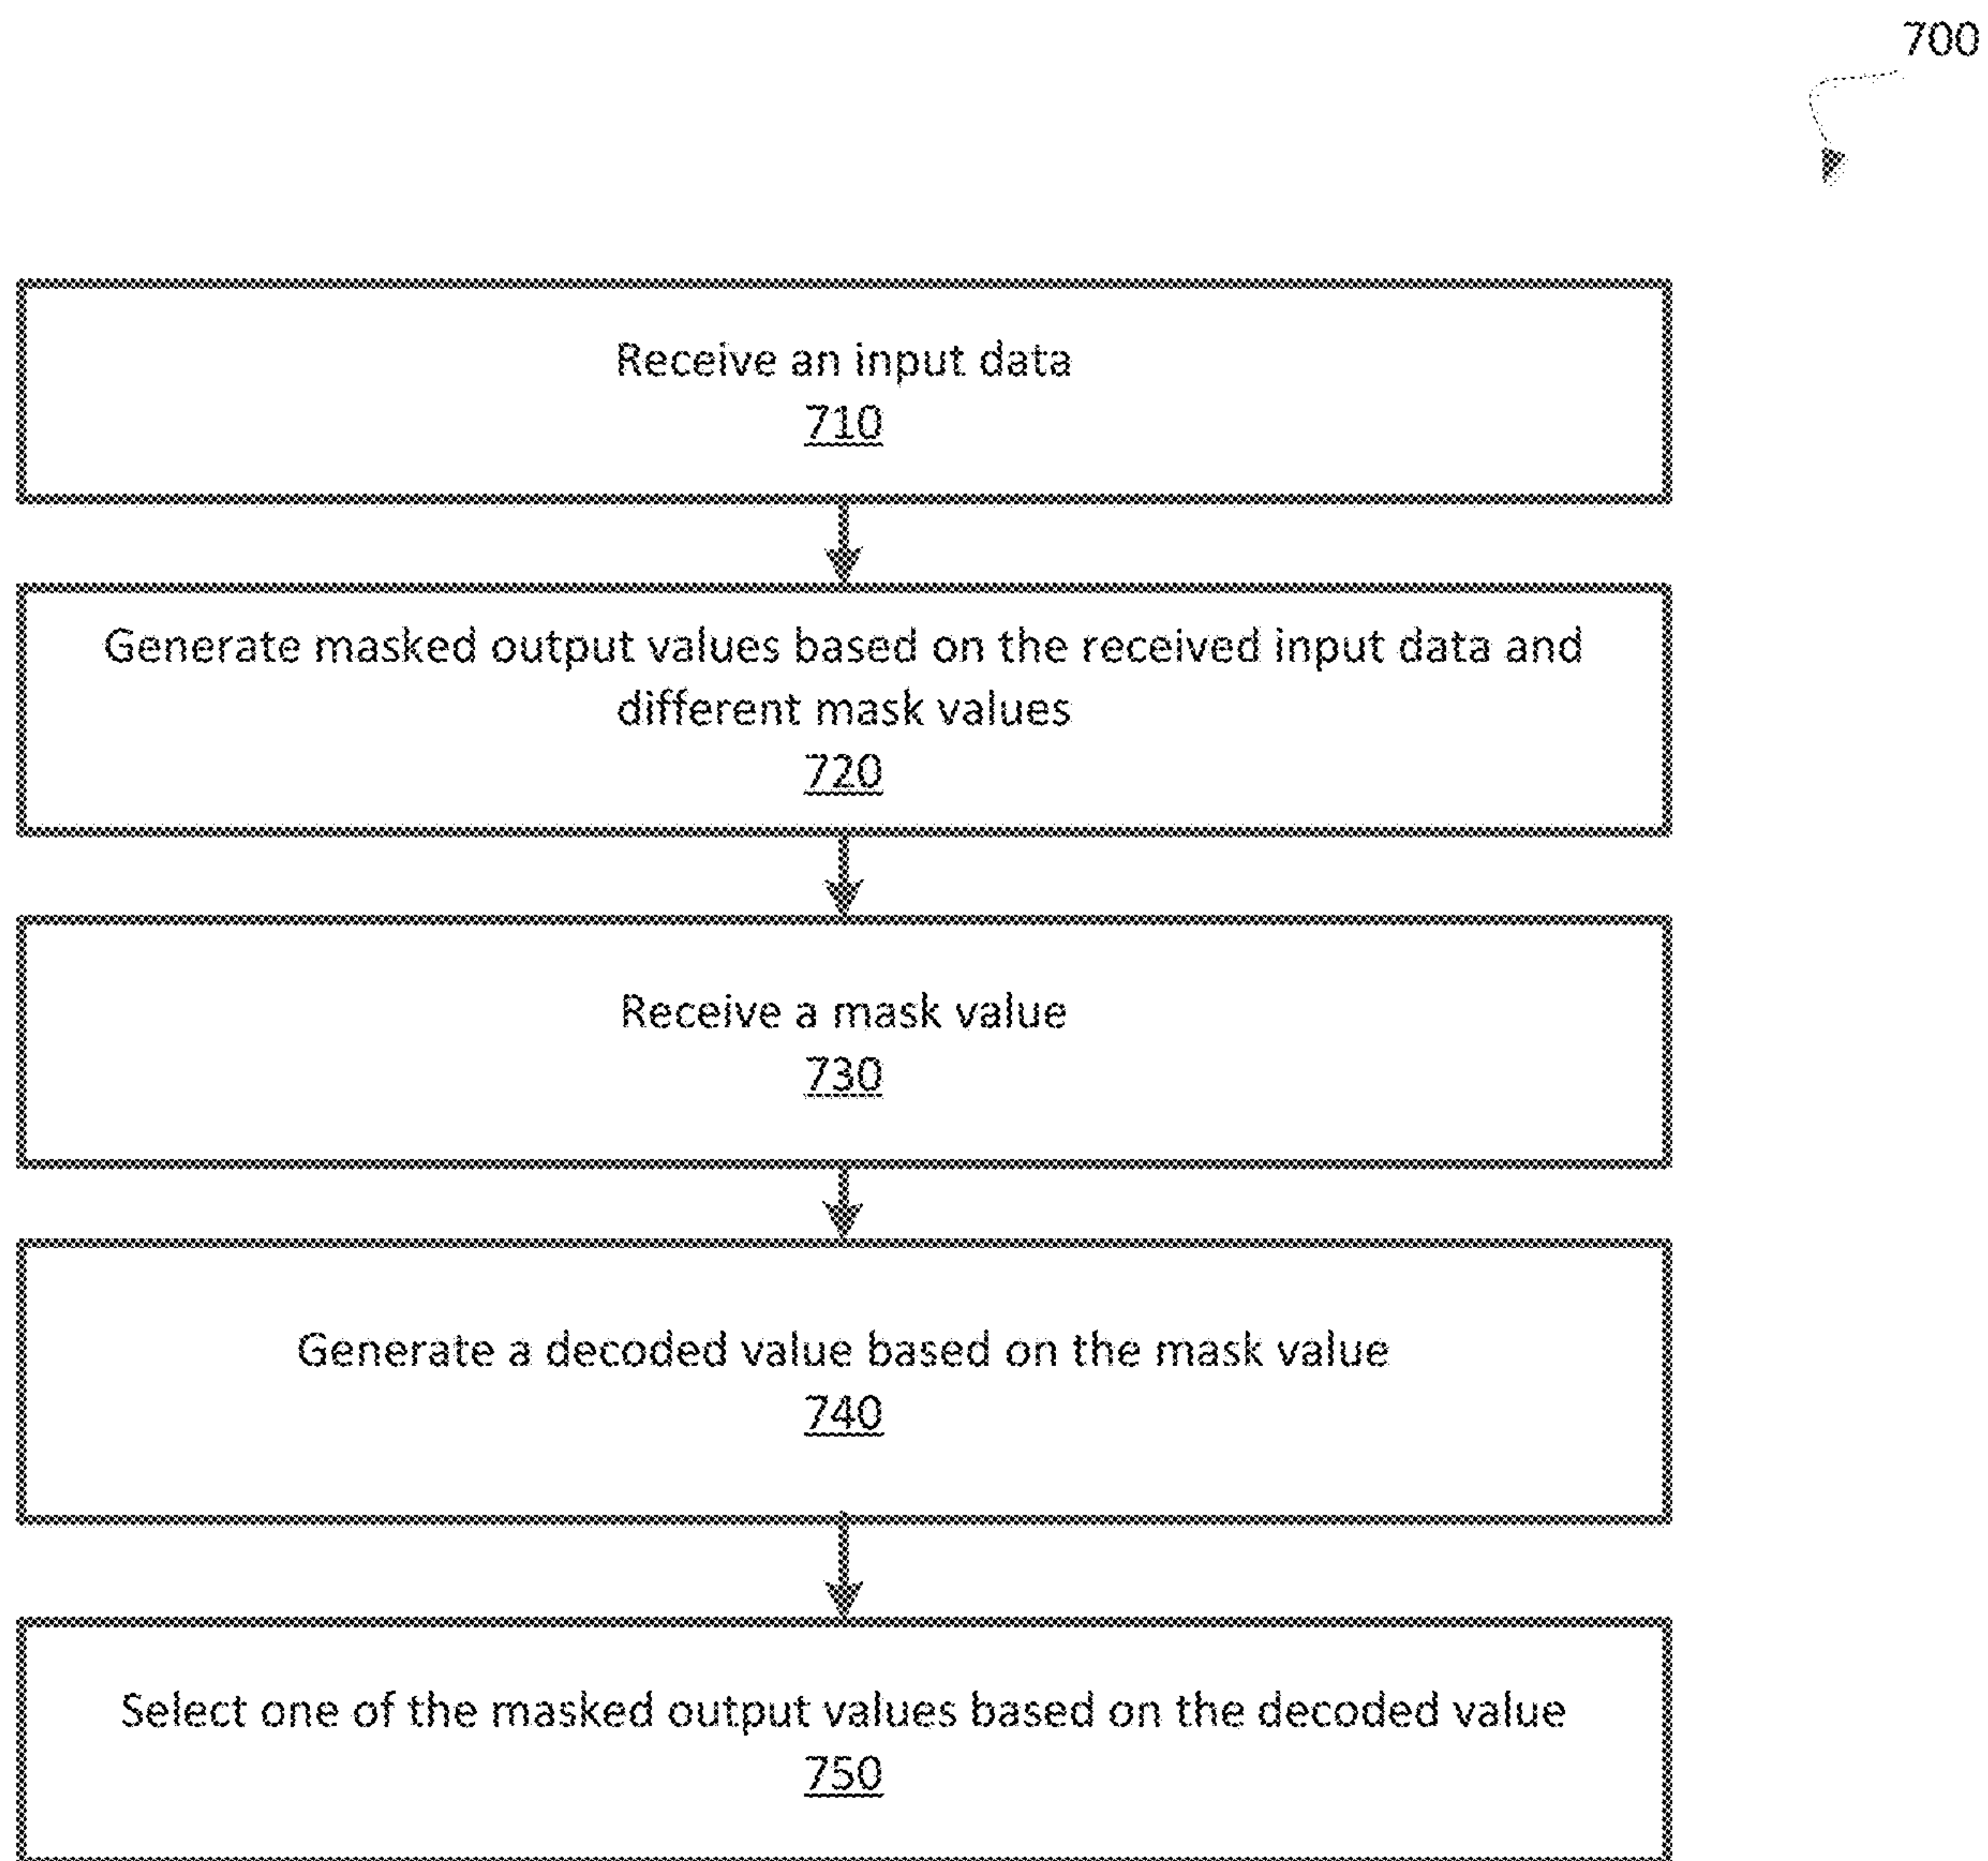 700
Receive an input data
710
Generate masked output values based on the received input data and
different mask values
720
Receive a mask value
730
Generate a decoded value based on the mask value
740
Select one of the masked output values based on the decoded value
750